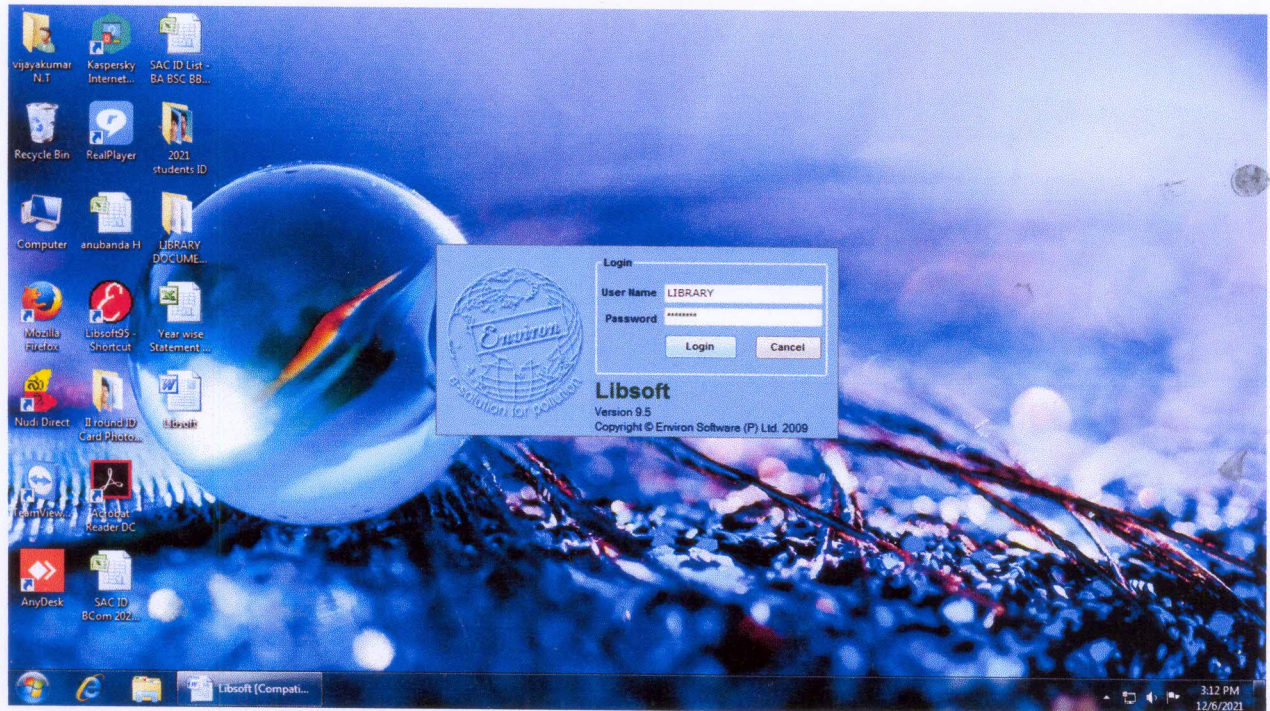 vijayakumar
N.T
Kaspersky
Internet...
SAC ID List -
BA BSC BB...
Recycle Bin
RealPlayer
2021
students ID
Computer
anubanda H
LIBRARY
DOCUME...
Mozilla
Firefox
Libsoft95 -
Shortcut
Year wise
Statement ...
ನು
Nudi Direct
II round ID
Card Photo...
Libsoft
TeamView...
Acrobat
Reader DC
AnyDesk
SAC ID
BCom 202...
Environ
a solution for pollution
Login
User Name LIBRARY
Password ********
Login Cancel
Libsoft
Version 9.5
Copyright © Environ Software (P) Ltd. 2009
Libsoft [Compati...
3:12 PM
12/6/2021